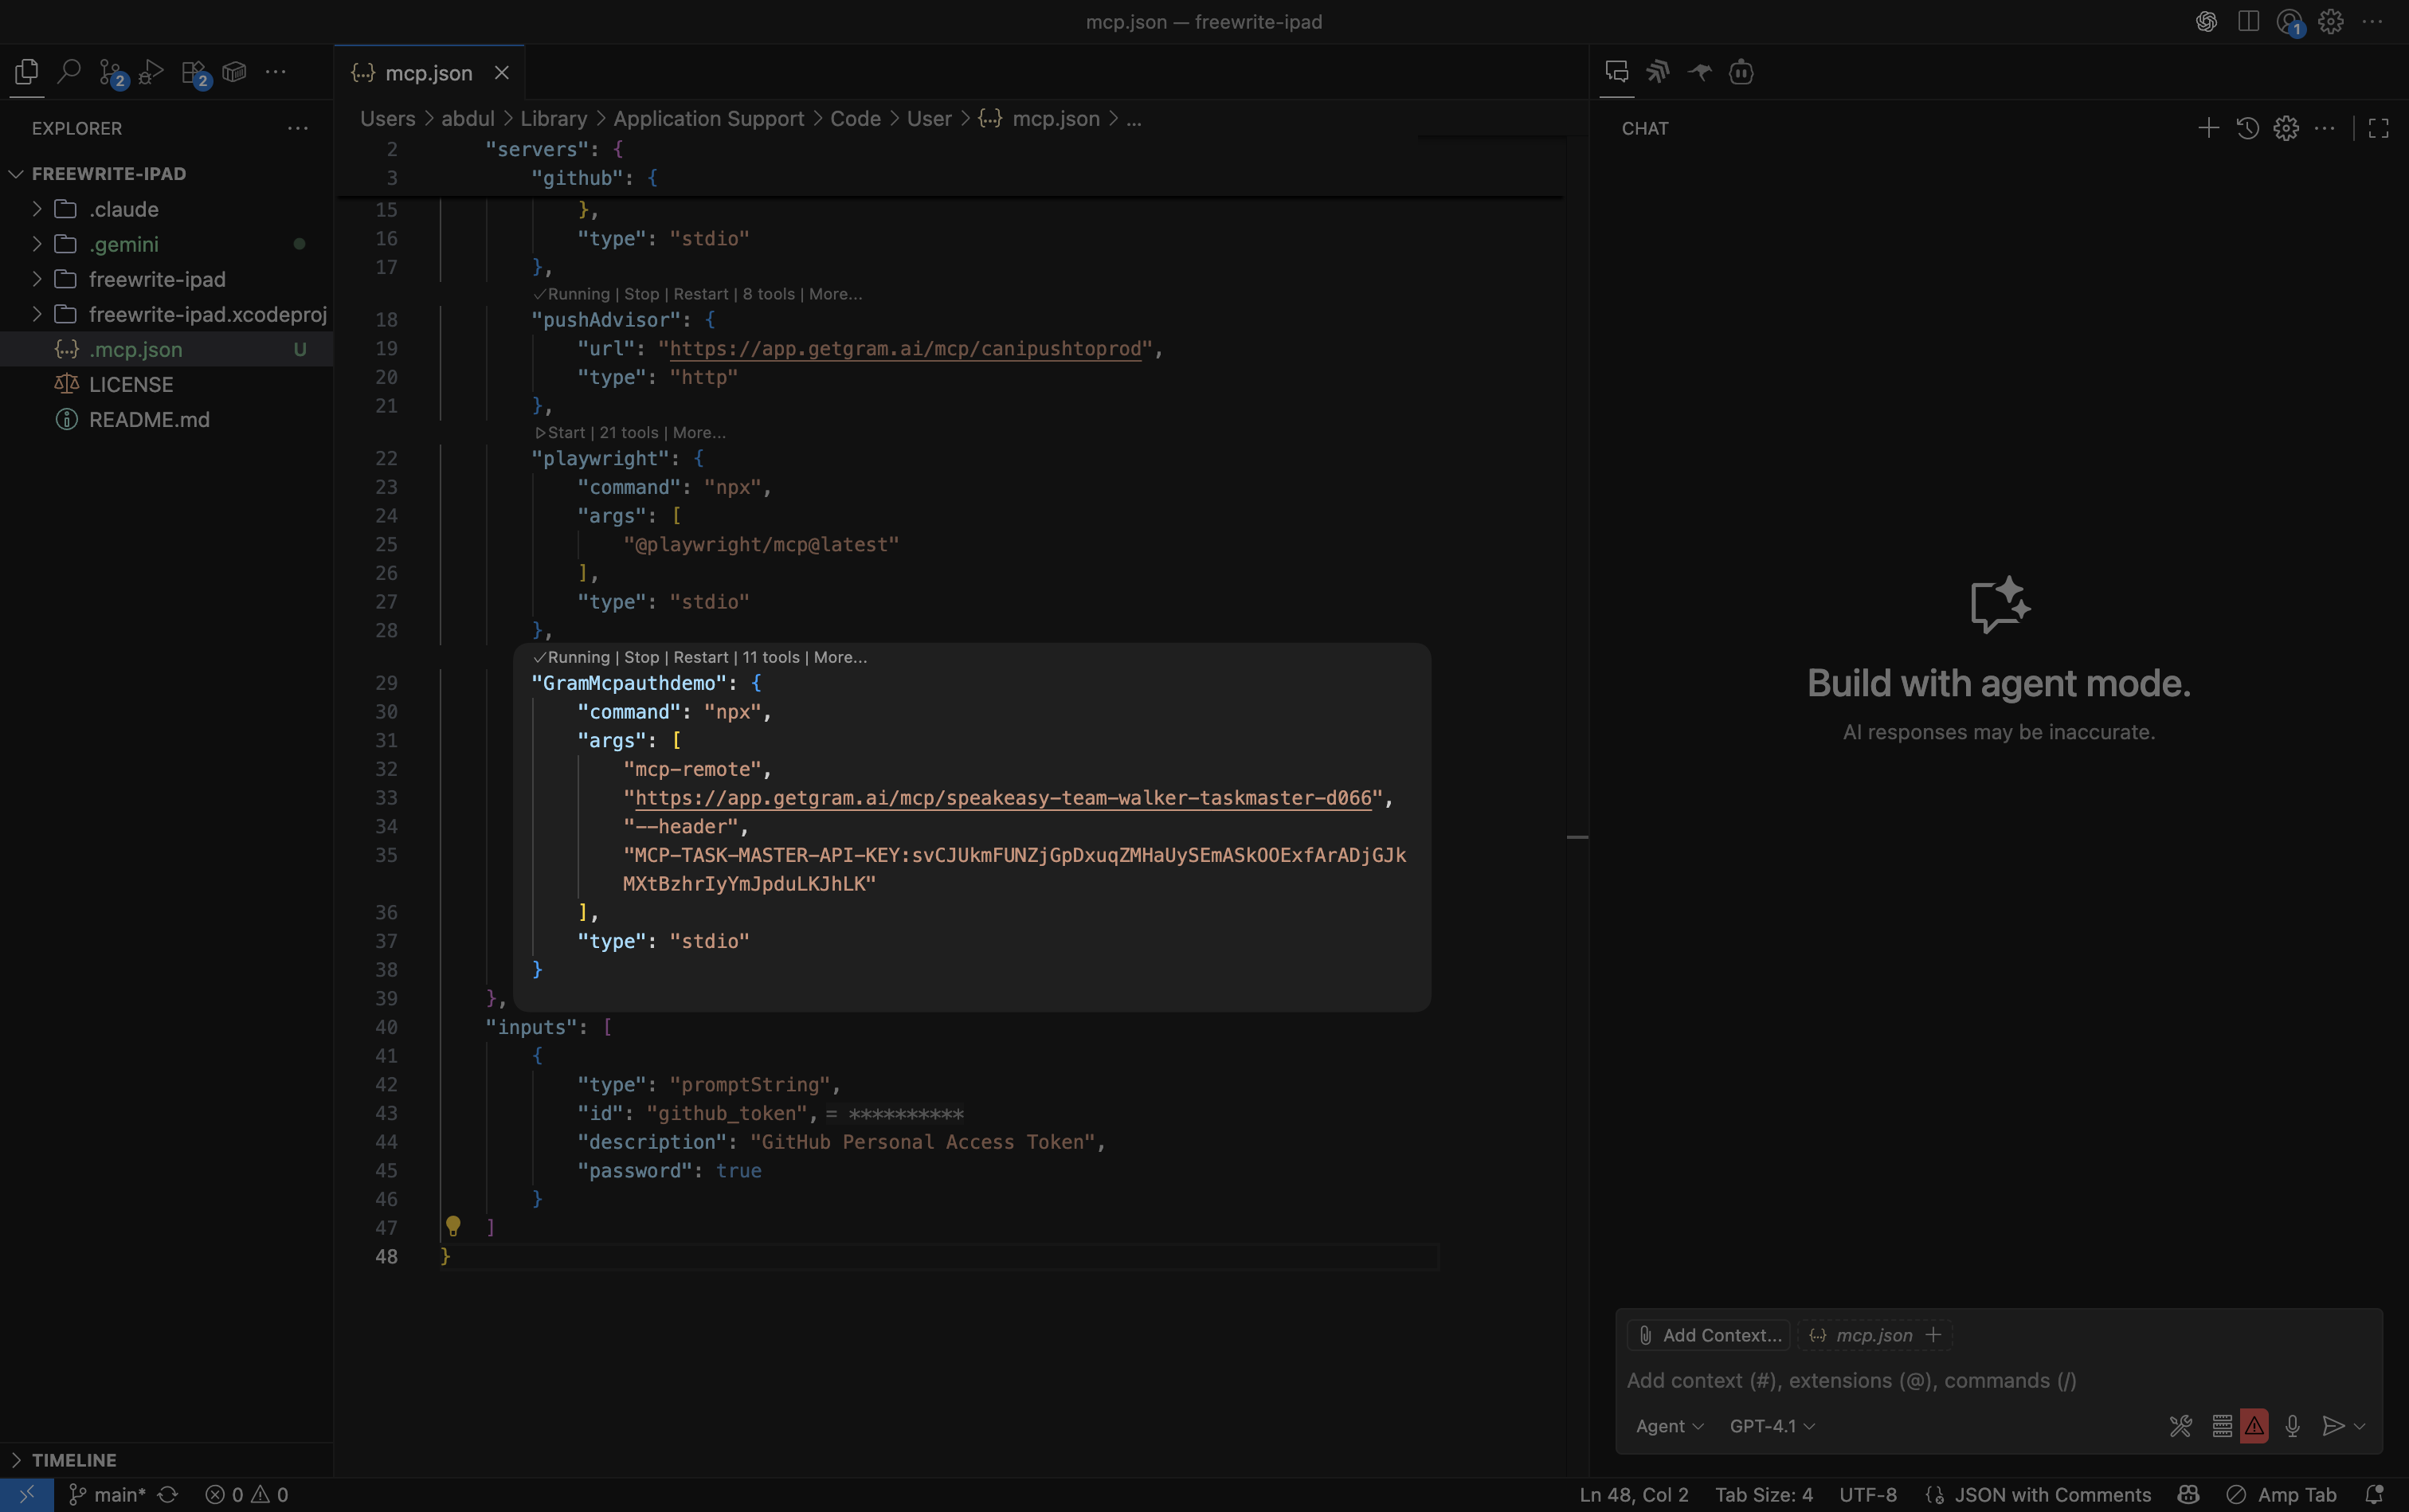 mcp.json — freewrite-ipad
1
2
2
mcp.json
EXPLORER
Users > abdul > Library > Application Support > Code > User > {...} mcp.json > ...
CHAT
FREEWRITE-IPAD
.claude
.gemini
freewrite-ipad
freewrite-ipad.xcodeproj
{...} .mcp.json U
LICENSE
README.md
2 "servers": {
3 "github": {
15 },
16 "type": "stdio"
17 },
✓Running | Stop | Restart | 8 tools | More...
18 "pushAdvisor": {
19 "url": "https://app.getgram.ai/mcp/canipushtoprod",
20 "type": "http"
21 },
▷Start | 21 tools | More...
22 "playwright": {
23 "command": "npx",
24 "args": [
25 "@playwright/mcp@latest"
26 ],
27 "type": "stdio"
28 },
✓Running | Stop | Restart | 11 tools | More...
29 "GramMcpauthdemo": {
30 "command": "npx",
31 "args": [
32 "mcp-remote",
33 "https://app.getgram.ai/mcp/speakeasy-team-walker-taskmaster-d066",
34 "--header",
35 "MCP-TASK-MASTER-API-KEY:svCJUkmFUNZjGpDxuqZMHaUySEmASkOOExfArADjGJk
MXtBzhrIyYmJpduLKJhLK"
36 ],
37 "type": "stdio"
38 }
39 },
40 "inputs": [
41 {
42 "type": "promptString",
43 "id": "github_token", = **********
44 "description": "GitHub Personal Access Token",
45 "password": true
46 }
47 ]
48 }
Build with agent mode.
AI responses may be inaccurate.
Add Context...
{...} mcp.json +
Add context (#), extensions (@), commands (/)
Agent
GPT-4.1
TIMELINE
main*
0
0
Ln 48, Col 2
Tab Size: 4
UTF-8
JSON with Comments
Amp Tab